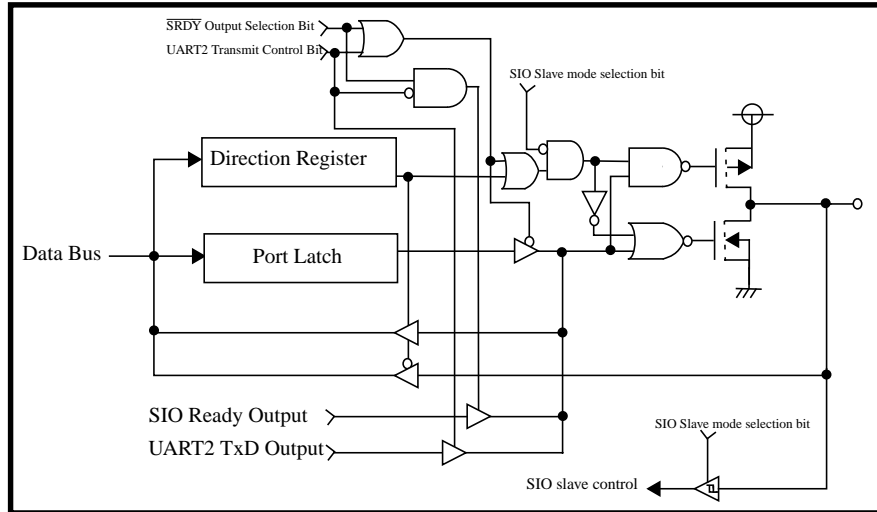 SRDY Output Selection Bit
UART2 Transmit Control Bit
SIO Slave mode selection bit
Direction Register
Data Bus
Port Latch
SIO Ready Output
UART2 TxD Output
SIO Slave mode selection bit
SIO slave control